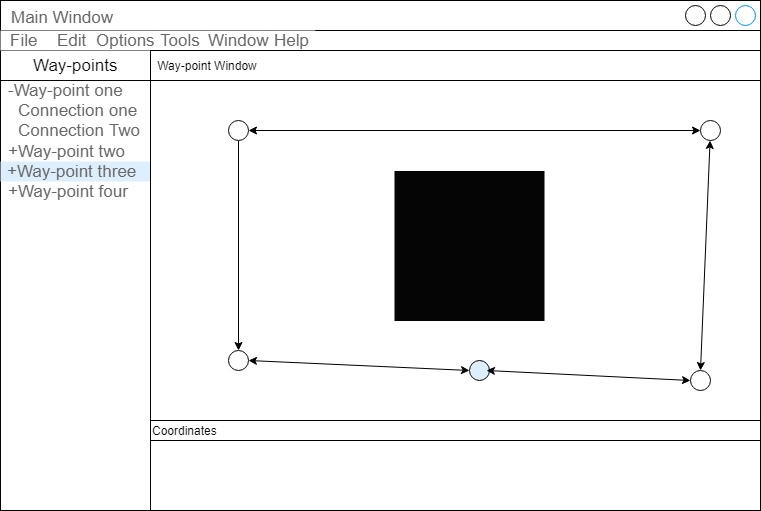 Main Window
File Edit Options Tools Window Help
Way-points
Way-point Window
-Way-point one
Connection one
Connection Two
+Way-point two
+Way-point three
+Way-point four
Coordinates